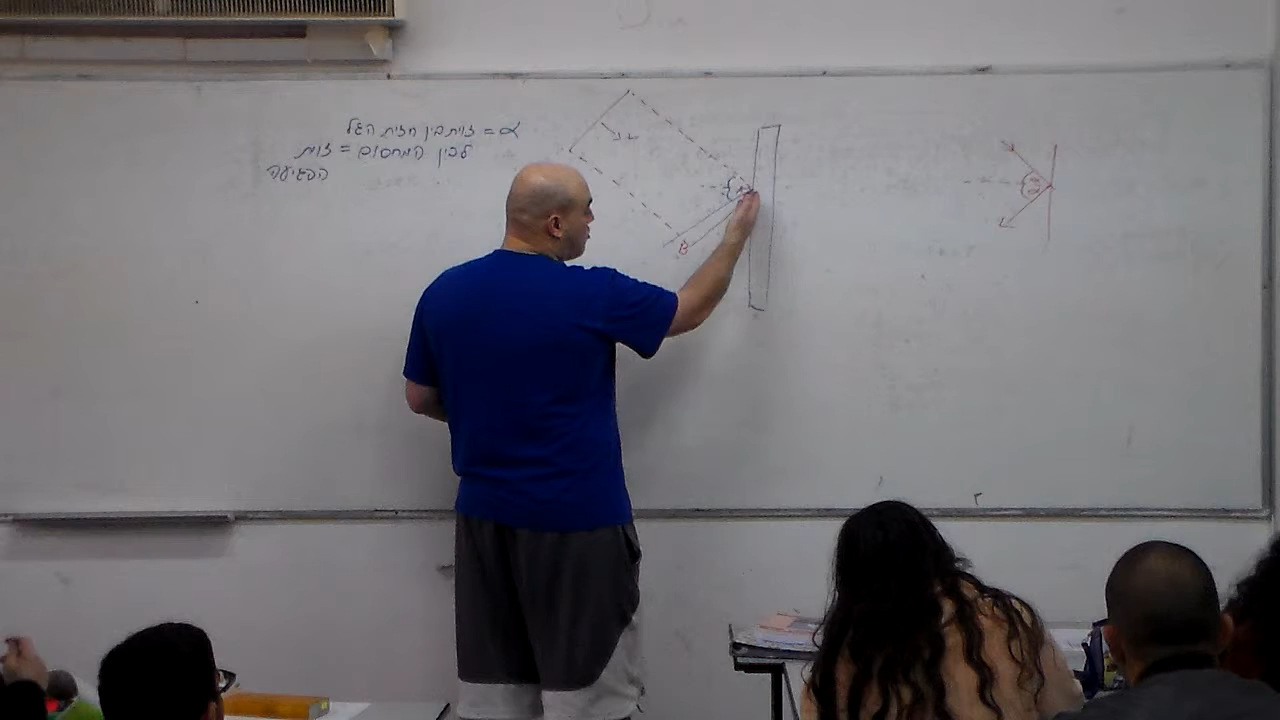 α = זוית בין חזית הגל
לבין המחסום = זוית
הפגיעה
B